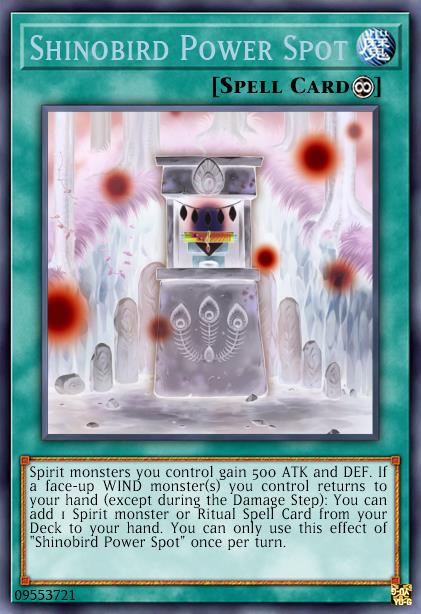 SHINOBIRD POWER SPOT 魔
[SPELL CARD]
Spirit monsters you control gain 500 ATK and DEF. If
a face-up WIND monster(s) you control returns to
your hand (except during the Damage Step): You can
add 1 Spirit monster or Ritual Spell Card from your
Deck to your hand. You can only use this effect of
"Shinobird Power Spot" once per turn.
09553721